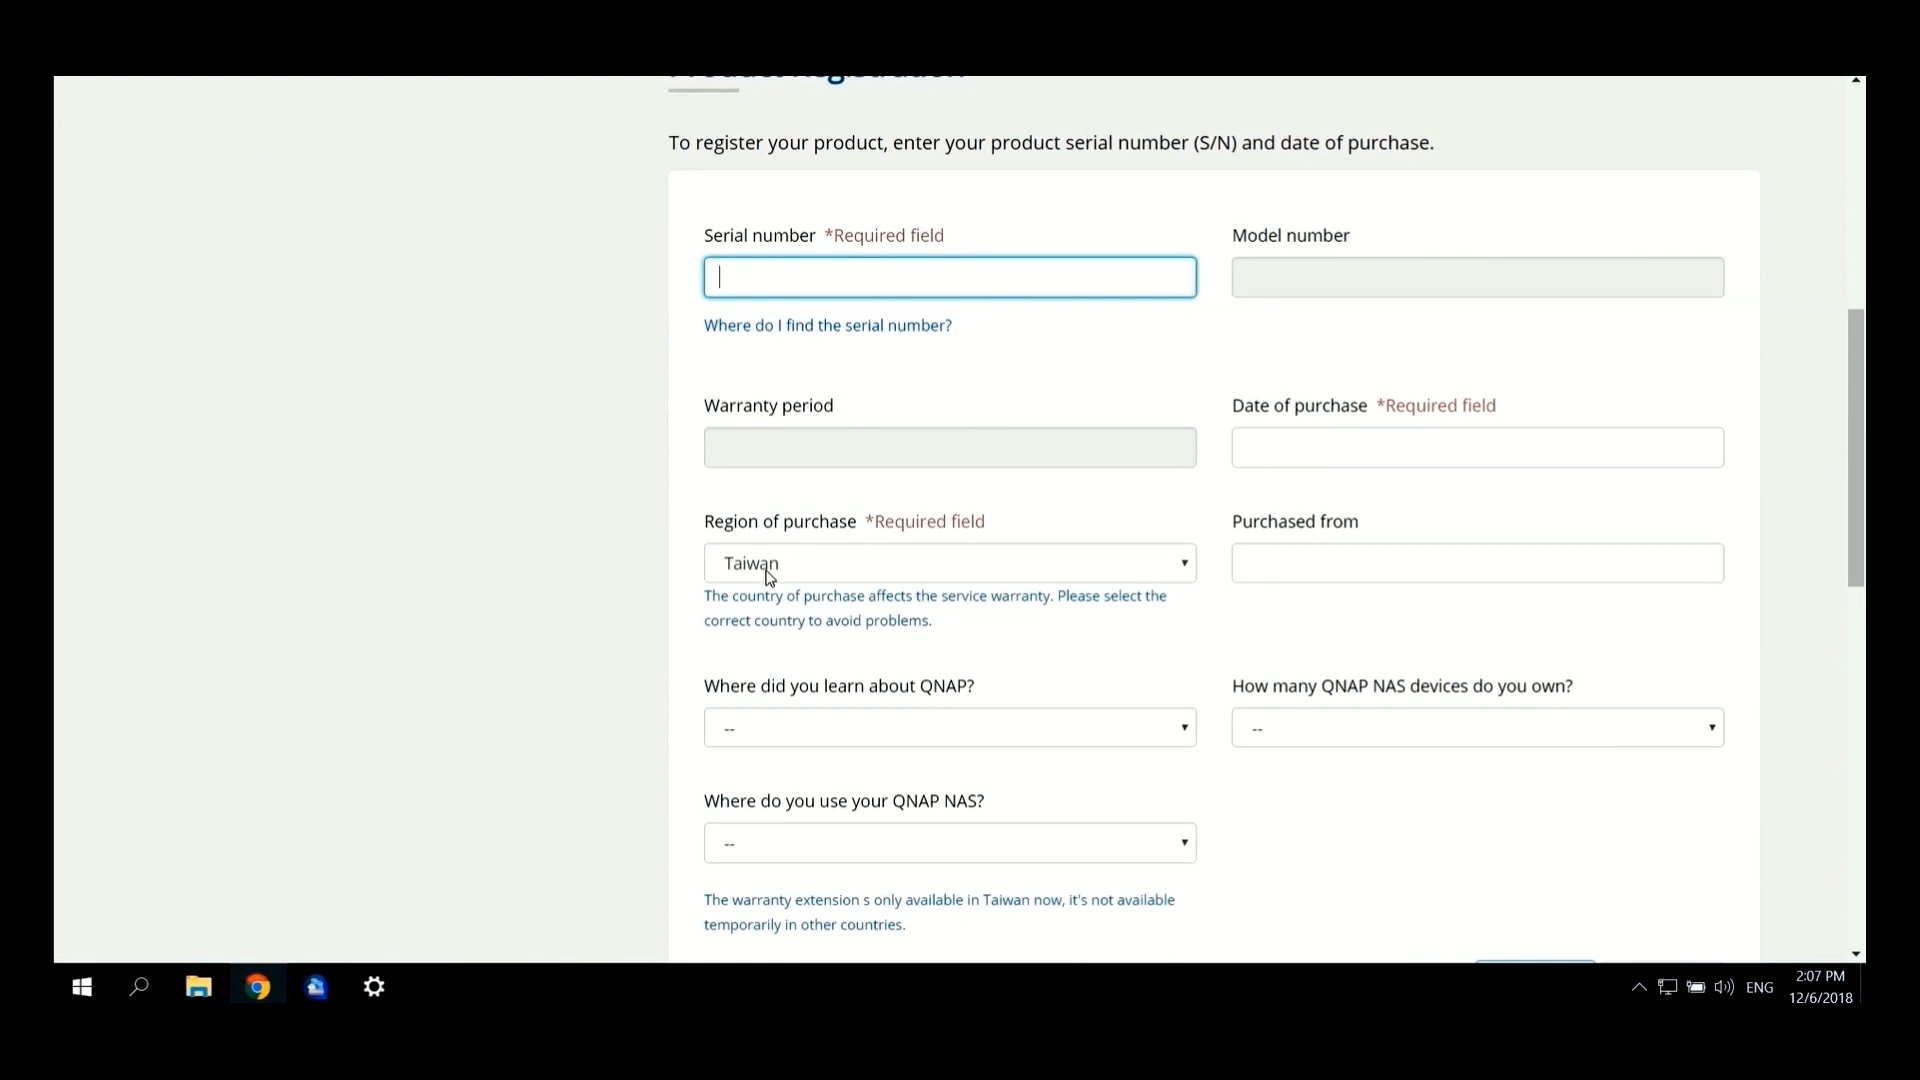 Product Registration
To register your product, enter your product serial number (S/N) and date of purchase.
Serial number *Required field
Model number
Where do I find the serial number?
Warranty period
Date of purchase *Required field
Region of purchase *Required field
Purchased from
Taiwan
The country of purchase affects the service warranty. Please select the
correct country to avoid problems.
Where did you learn about QNAP?
How many QNAP NAS devices do you own?
--
--
Where do you use your QNAP NAS?
--
The warranty extension s only available in Taiwan now, it's not available
temporarily in other countries.
ENG
2:07 PM
12/6/2018